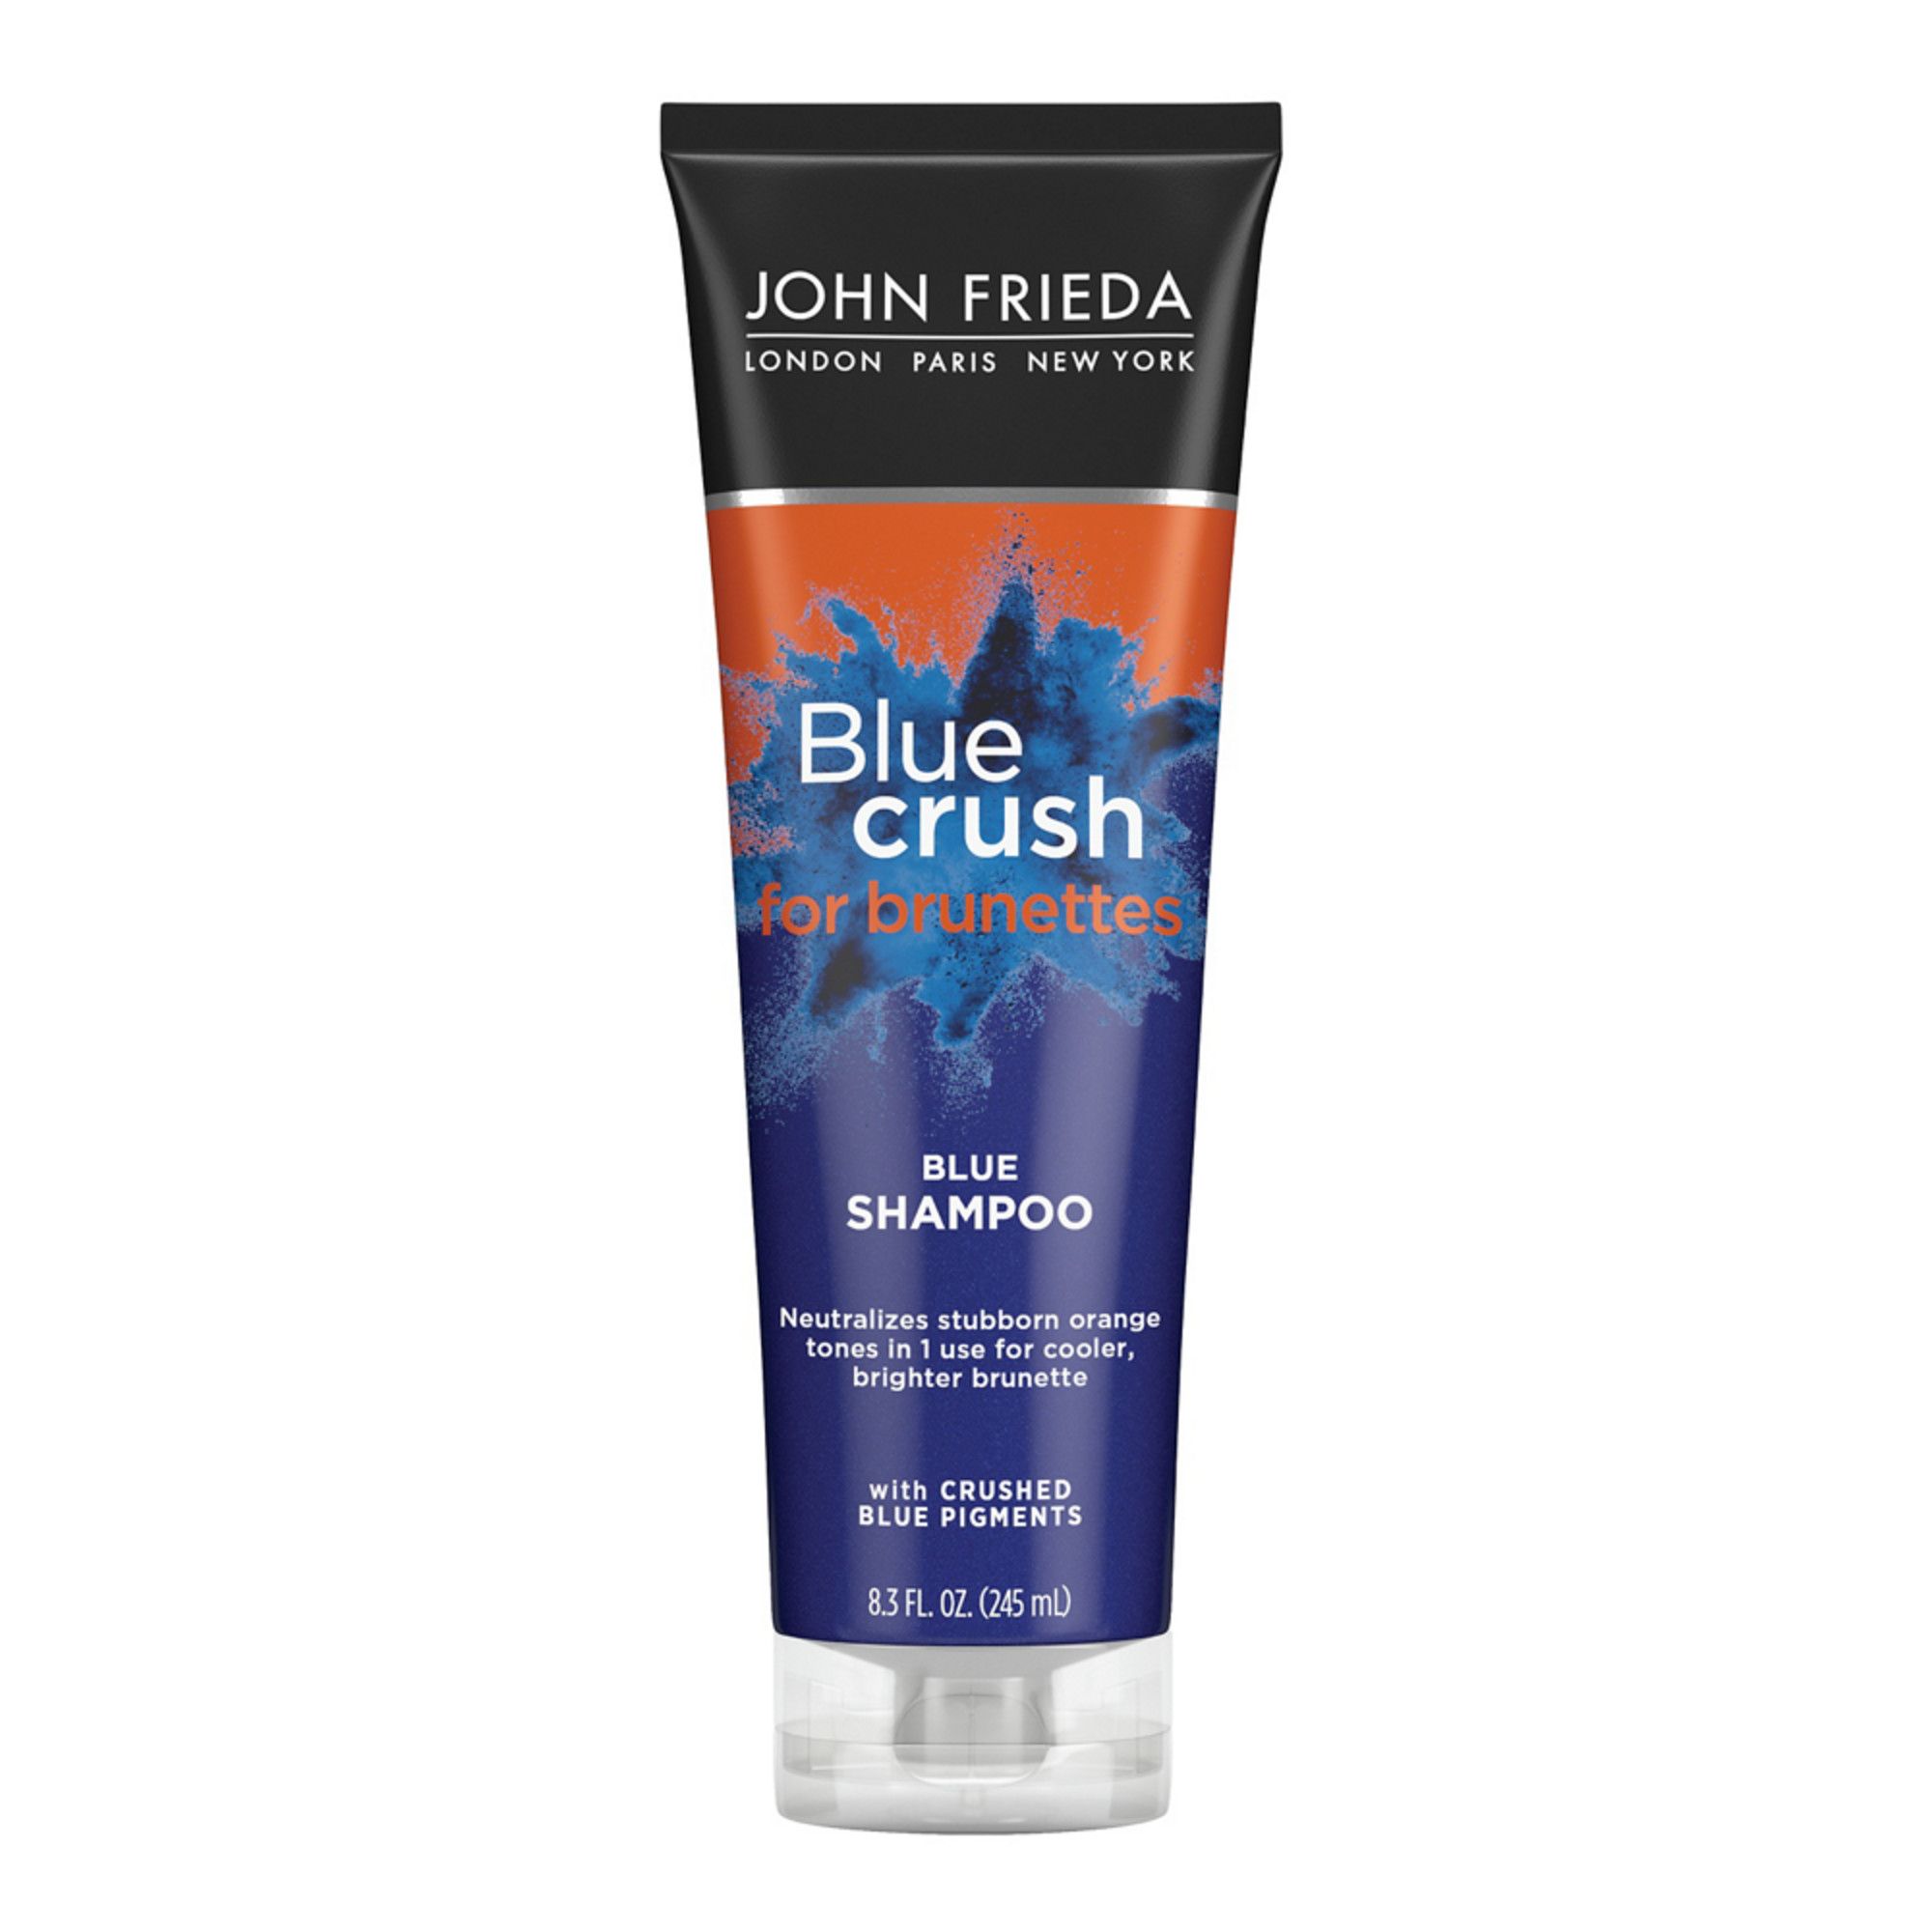 JOHN FRIEDA
LONDON PARIS NEW YORK
Blue
crush
for brunettes
BLUE
SHAMPOO
Neutralizes stubborn orange
tones in 1 use for cooler,
brighter brunette
with CRUSHED
BLUE PIGMENTS
8.3 FL. OZ. (245 mL)